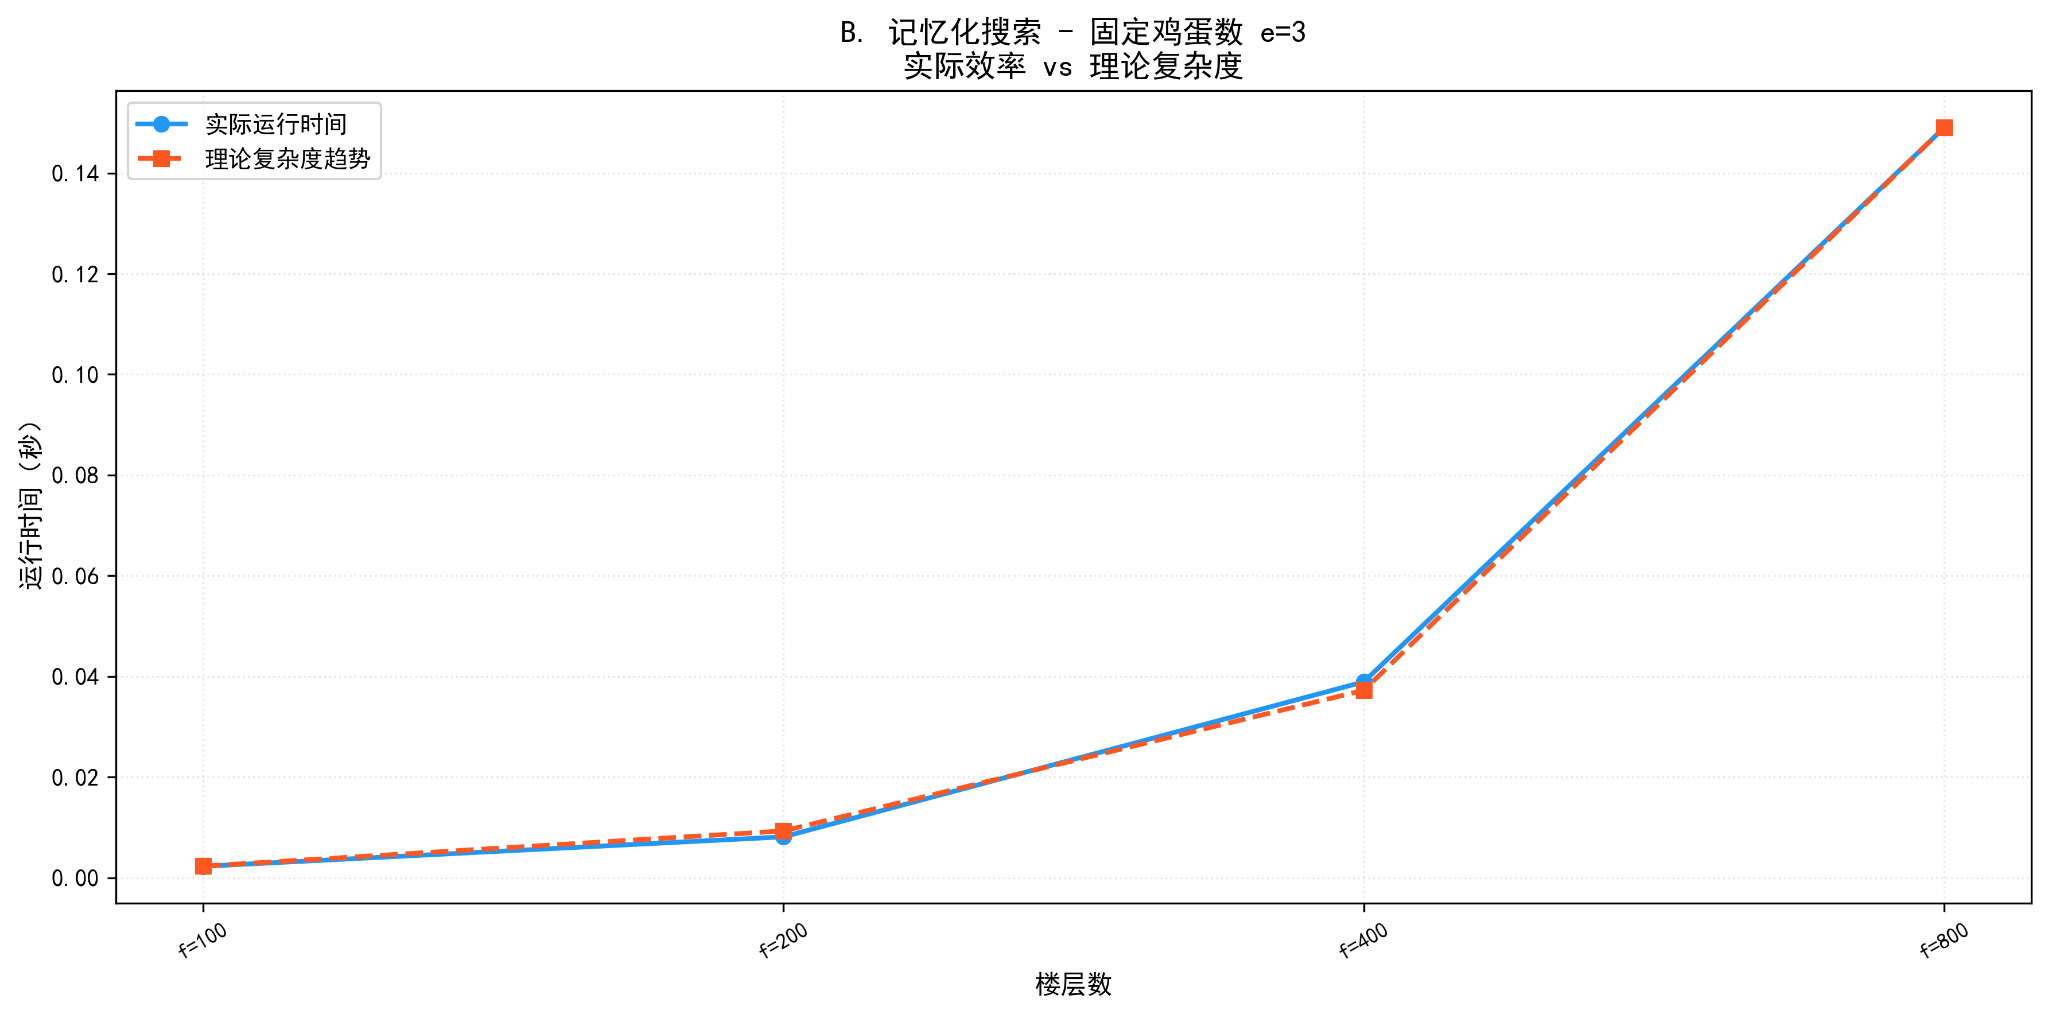 B. 记忆化搜索 - 固定鸡蛋数 e=3
实际效率 vs 理论复杂度
实际运行时间
理论复杂度趋势
运行时间（秒）
0.14
0.12
0.10
0.08
0.06
0.04
0.02
0.00
f=100
f=200
f=400
f=800
楼层数